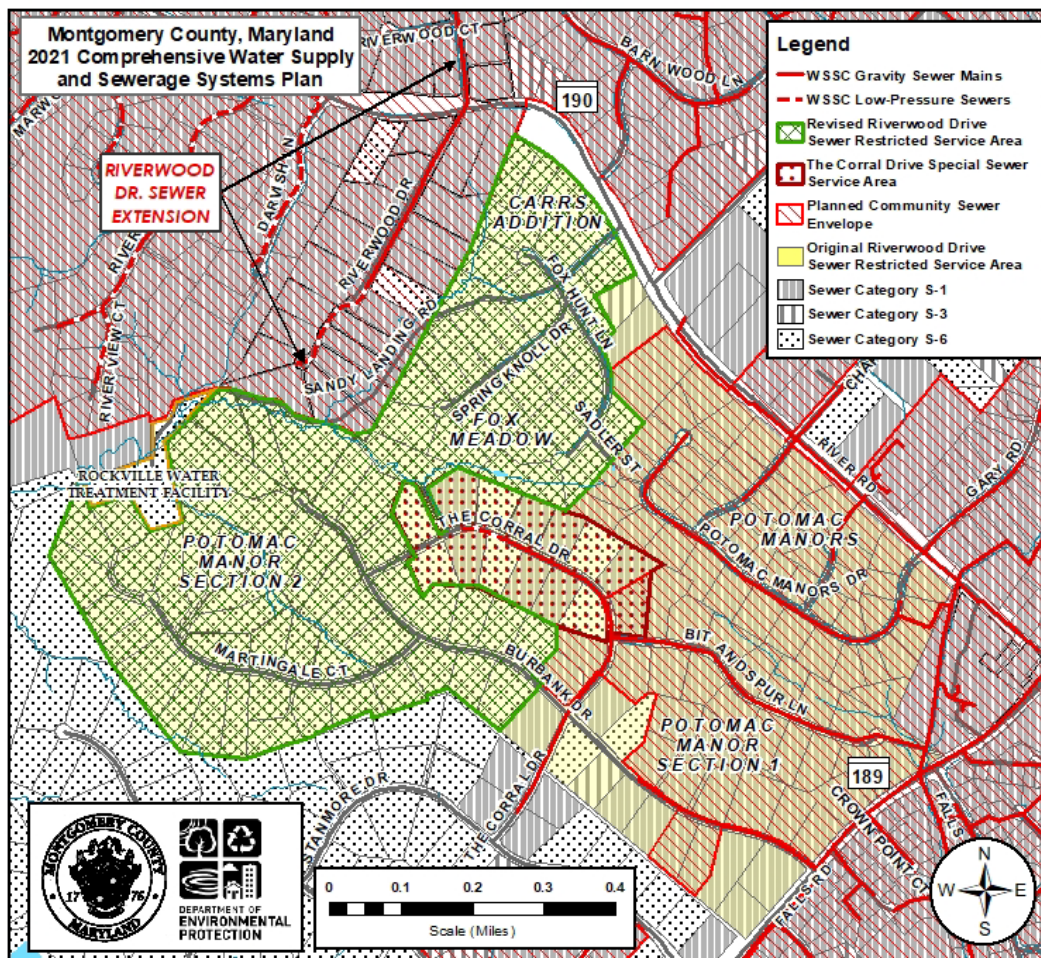 Montgomery County, Maryland
2021 Comprehensive Water Supply
and Sewerage Systems Plan
RIVERWOOD CT
BARN WOOD LN
190
Legend
WSSC Gravity Sewer Mains
WSSC Low-Pressure Sewers
Revised Riverwood Drive
Sewer Restricted Service Area
The Corral Drive Special Sewer
Service Area
Planned Community Sewer
Envelope
Original Riverwood Drive
Sewer Restricted Service Area
Sewer Category S-1
Sewer Category S-3
Sewer Category S-6
RIVERWOOD
DR. SEWER
EXTENSION
DARVISH LN
RIVERWOOD DR
RIVER VIEW CT
SANDY LANDING RD
CARRS
ADDITION
FOX HUNT LN
SPRING KNOLL DR
FOX
MEADOW
SADLER ST
RIVER RD
GARY RD
ROCKVILLE WATER
TREATMENT FACILITY
THE CORRAL DR
POTOMAC
MANORS
POTOMAC MANORS DR
POTOMAC
MANOR
SECTION 2
MARTINGALE CT
BURBANK DR
BIT AND SPUR LN
POTOMAC
MANOR
SECTION 1
189
STANMORE DR
THE CORRAL DR
CROWN POINT CT
FALLS RD
FALLS
MONTGOMERY COUNTY
17 76
MARYLAND
DEPARTMENT OF
ENVIRONMENTAL
PROTECTION
0 0.1 0.2 0.3 0.4
Scale (Miles)
N
W E
S